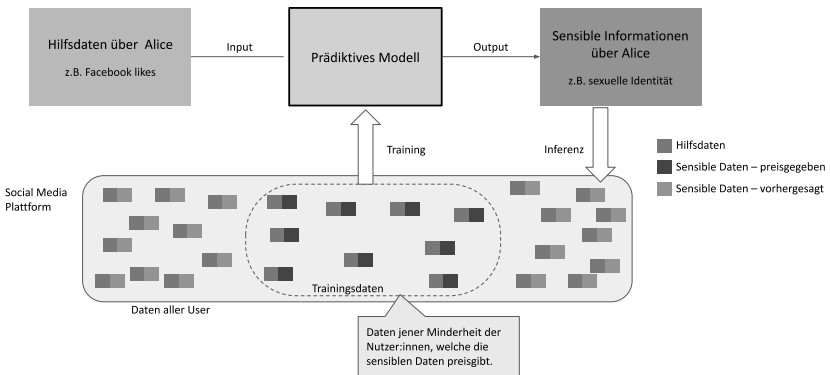 Hilfsdaten über Alice
z.B. Facebook likes
Input
Prädiktives Modell
Output
Sensible Informationen
über Alice
z.B. sexuelle Identität
Training
Inferenz
Hilfsdaten
Sensible Daten – preisgegeben
Sensible Daten – vorhergesagt
Social Media
Plattform
Trainingsdaten
Daten aller User
Daten jener Minderheit der
Nutzer:innen, welche die
sensiblen Daten preisgibt.